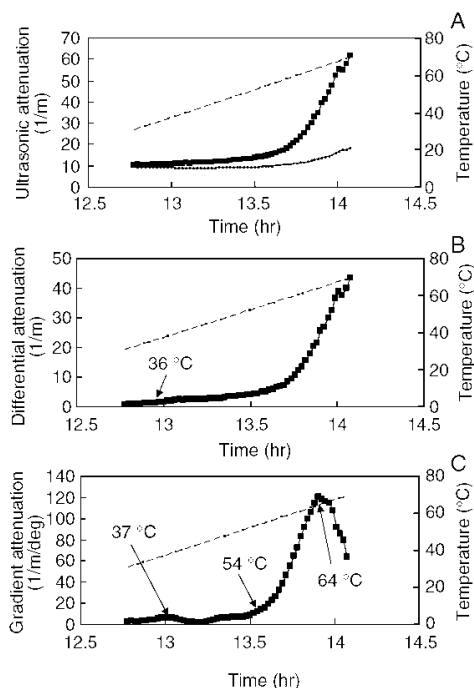 A
Ultrasonic attenuation
(1/m)
70
60
50
40
30
20
10
0
80
60
40
20
0
Temperature (°C)
12.5
13
13.5
14
14.5
Time (hr)
B
Differential attenuation
(1/m)
50
40
30
20
10
0
36 °C
80
60
40
20
0
Temperature (°C)
12.5
13
13.5
14
14.5
Time (hr)
C
Gradient attenuation
(1/m/deg)
140
120
100
80
60
40
20
0
37 °C
54 °C
64 °C
80
60
40
20
0
Temperature (°C)
12.5
13
13.5
14
14.5
Time (hr)